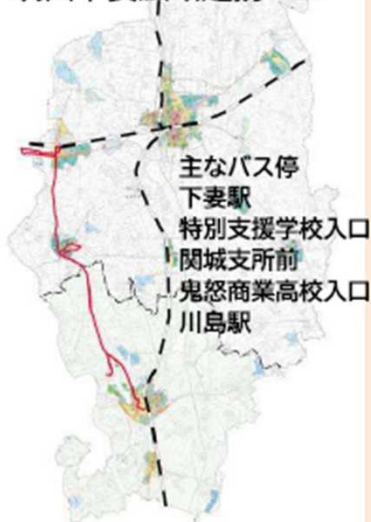 主なバス停
下妻駅
特別支援学校入口
関城支所前
鬼怒商業高校入口
川島駅